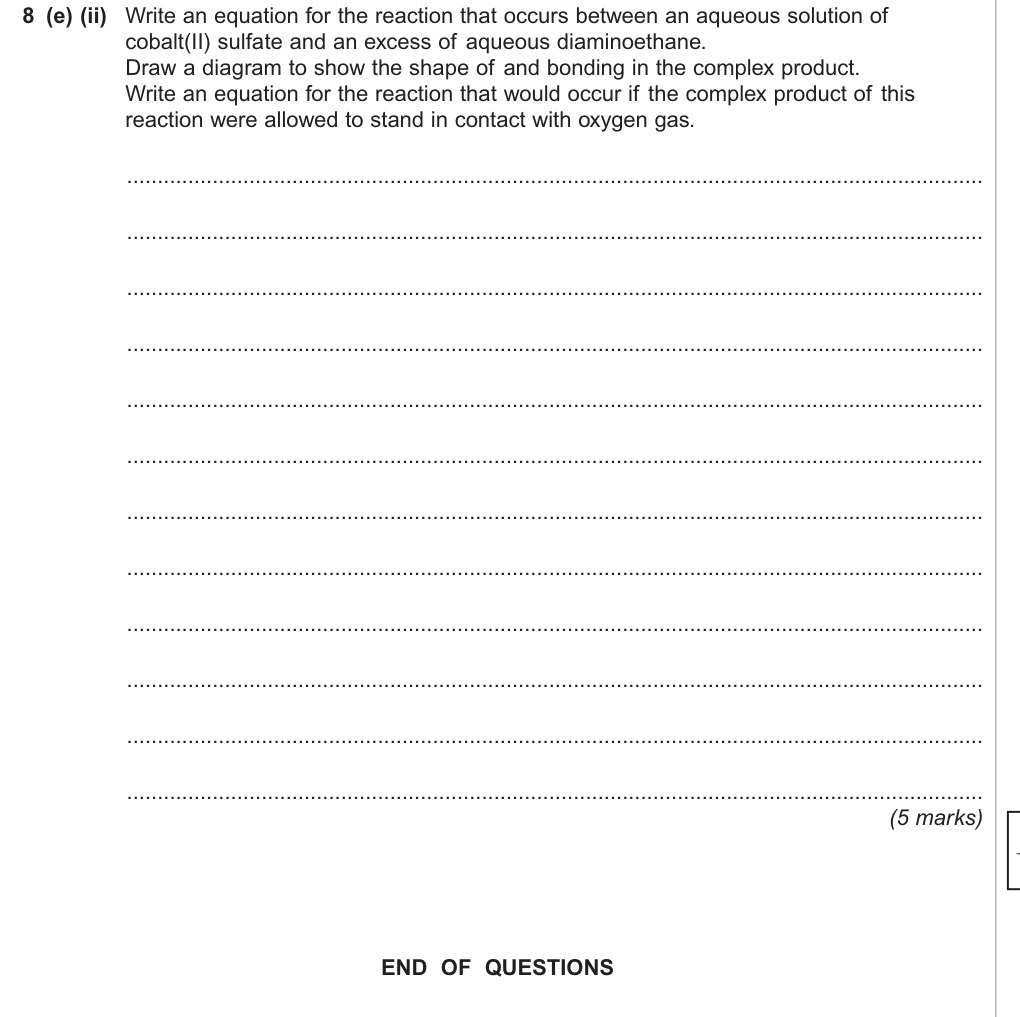 8 (e) (ii) Write an equation for the reaction that occurs between an aqueous solution of
cobalt(II) sulfate and an excess of aqueous diaminoethane.
Draw a diagram to show the shape of and bonding in the complex product.
Write an equation for the reaction that would occur if the complex product of this
reaction were allowed to stand in contact with oxygen gas.
(5 marks)
END OF QUESTIONS